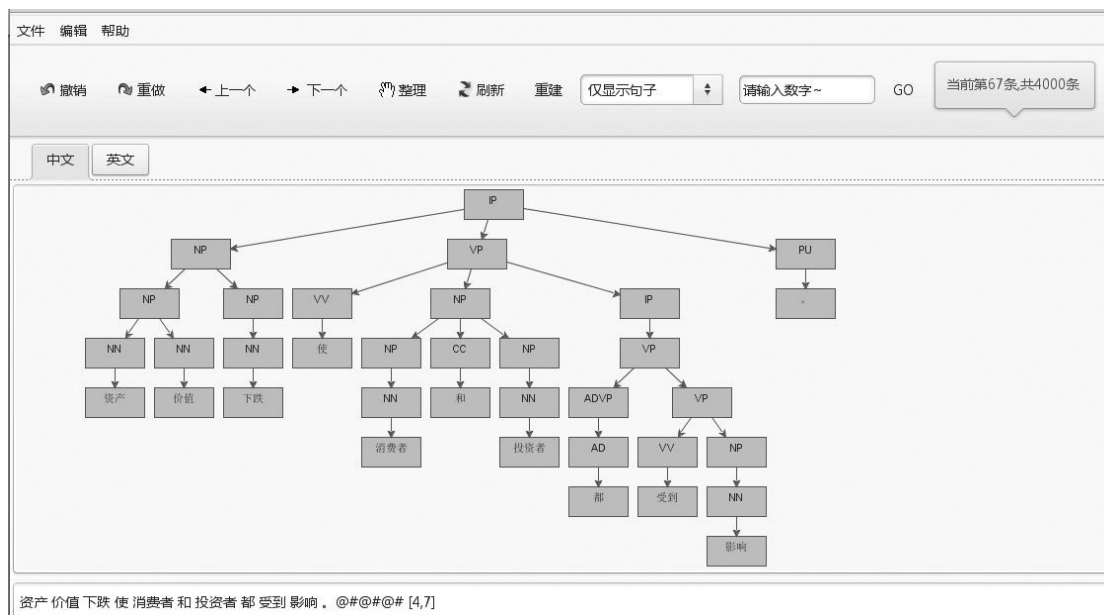 文件 编辑 帮助
撤销 重做 上一个 下一个 整理 刷新 重建 仅显示句子 请输入数字~ GO 当前第67条,共4000条
中文 英文
IP
NP VP PU
NP NP VV NP IP 。
NN NN NN 使 NP CC NP VP
资产 价值 下跌 NN 和 NN ADVP VP
消费者 投资者 AD VV NP
都 受到 NN
影响
资产 价值 下跌 使 消费者 和 投资者 都 受到 影响 。 @#@#@# [4,7]